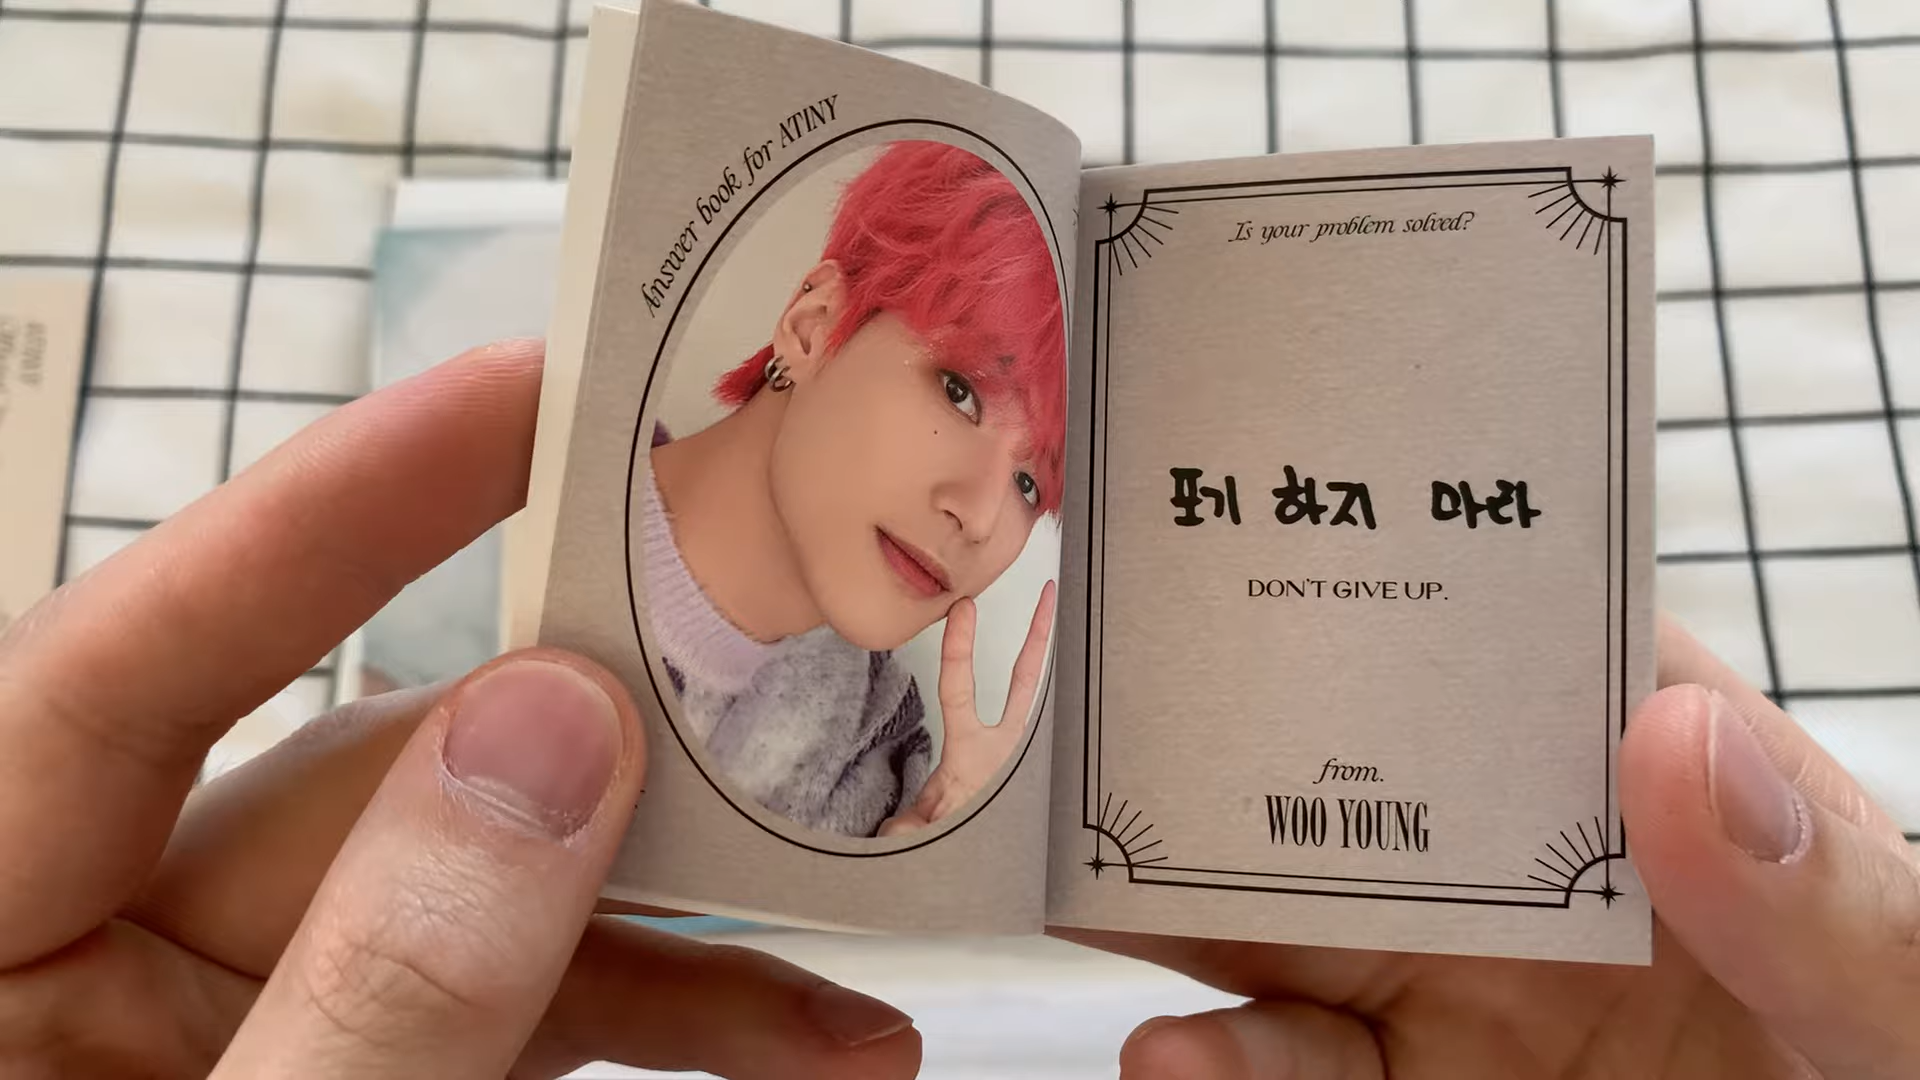 Answer book for ATINY
Is your problem solved?
포기 하지 마라
DON'T GIVE UP.
from.
WOO YOUNG